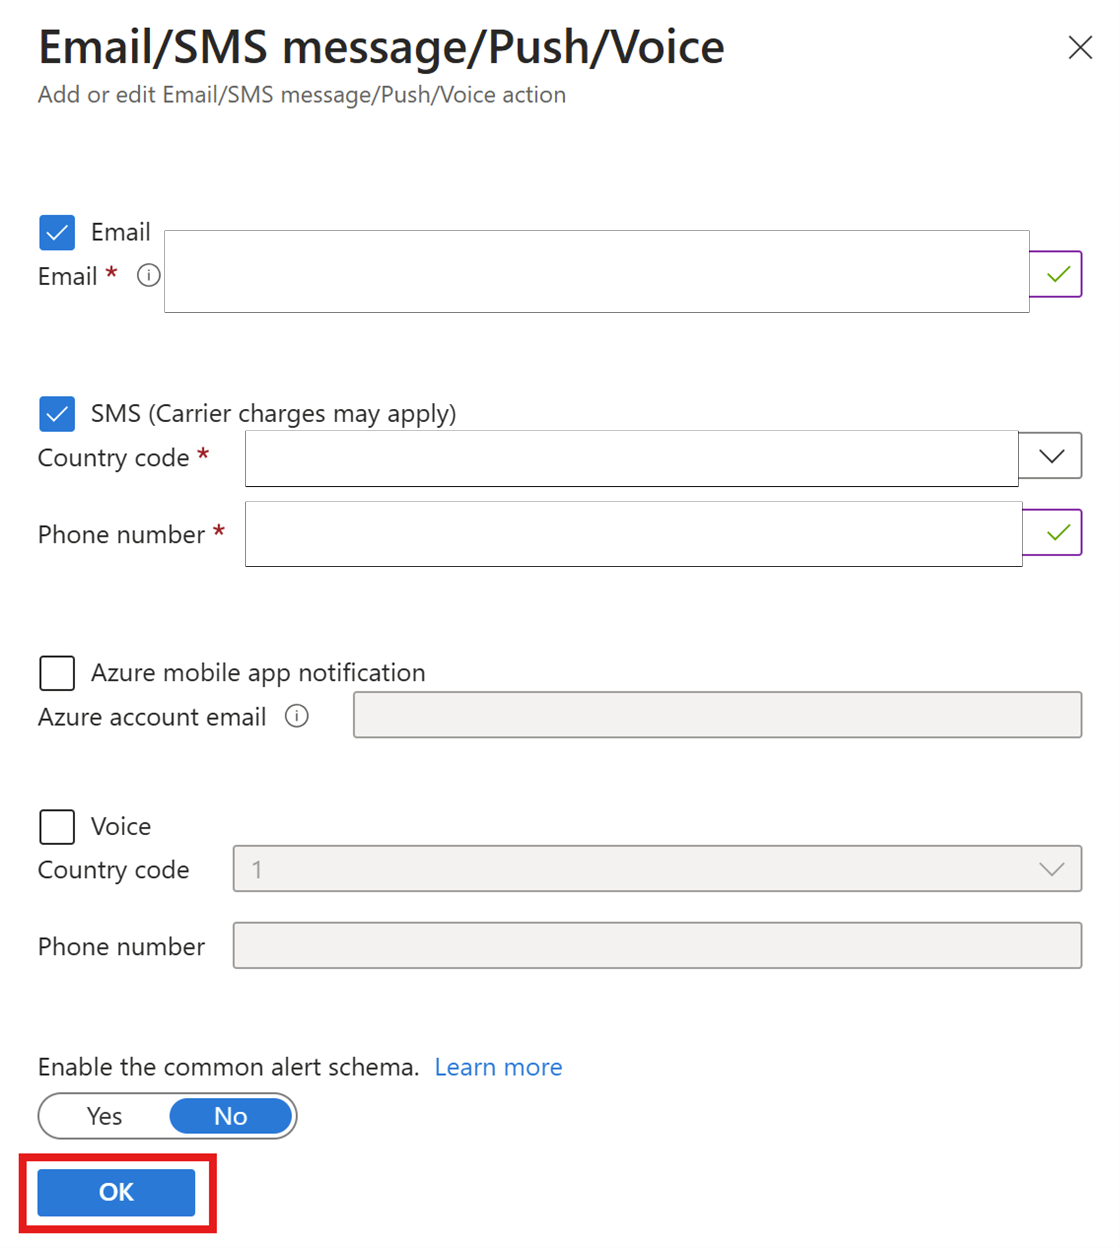 Email/SMS message/Push/Voice
Add or edit Email/SMS message/Push/Voice action
Email
Email *
SMS (Carrier charges may apply)
Country code *
Phone number *
Azure mobile app notification
Azure account email
Voice
Country code
1
Phone number
Enable the common alert schema. Learn more
Yes No
OK